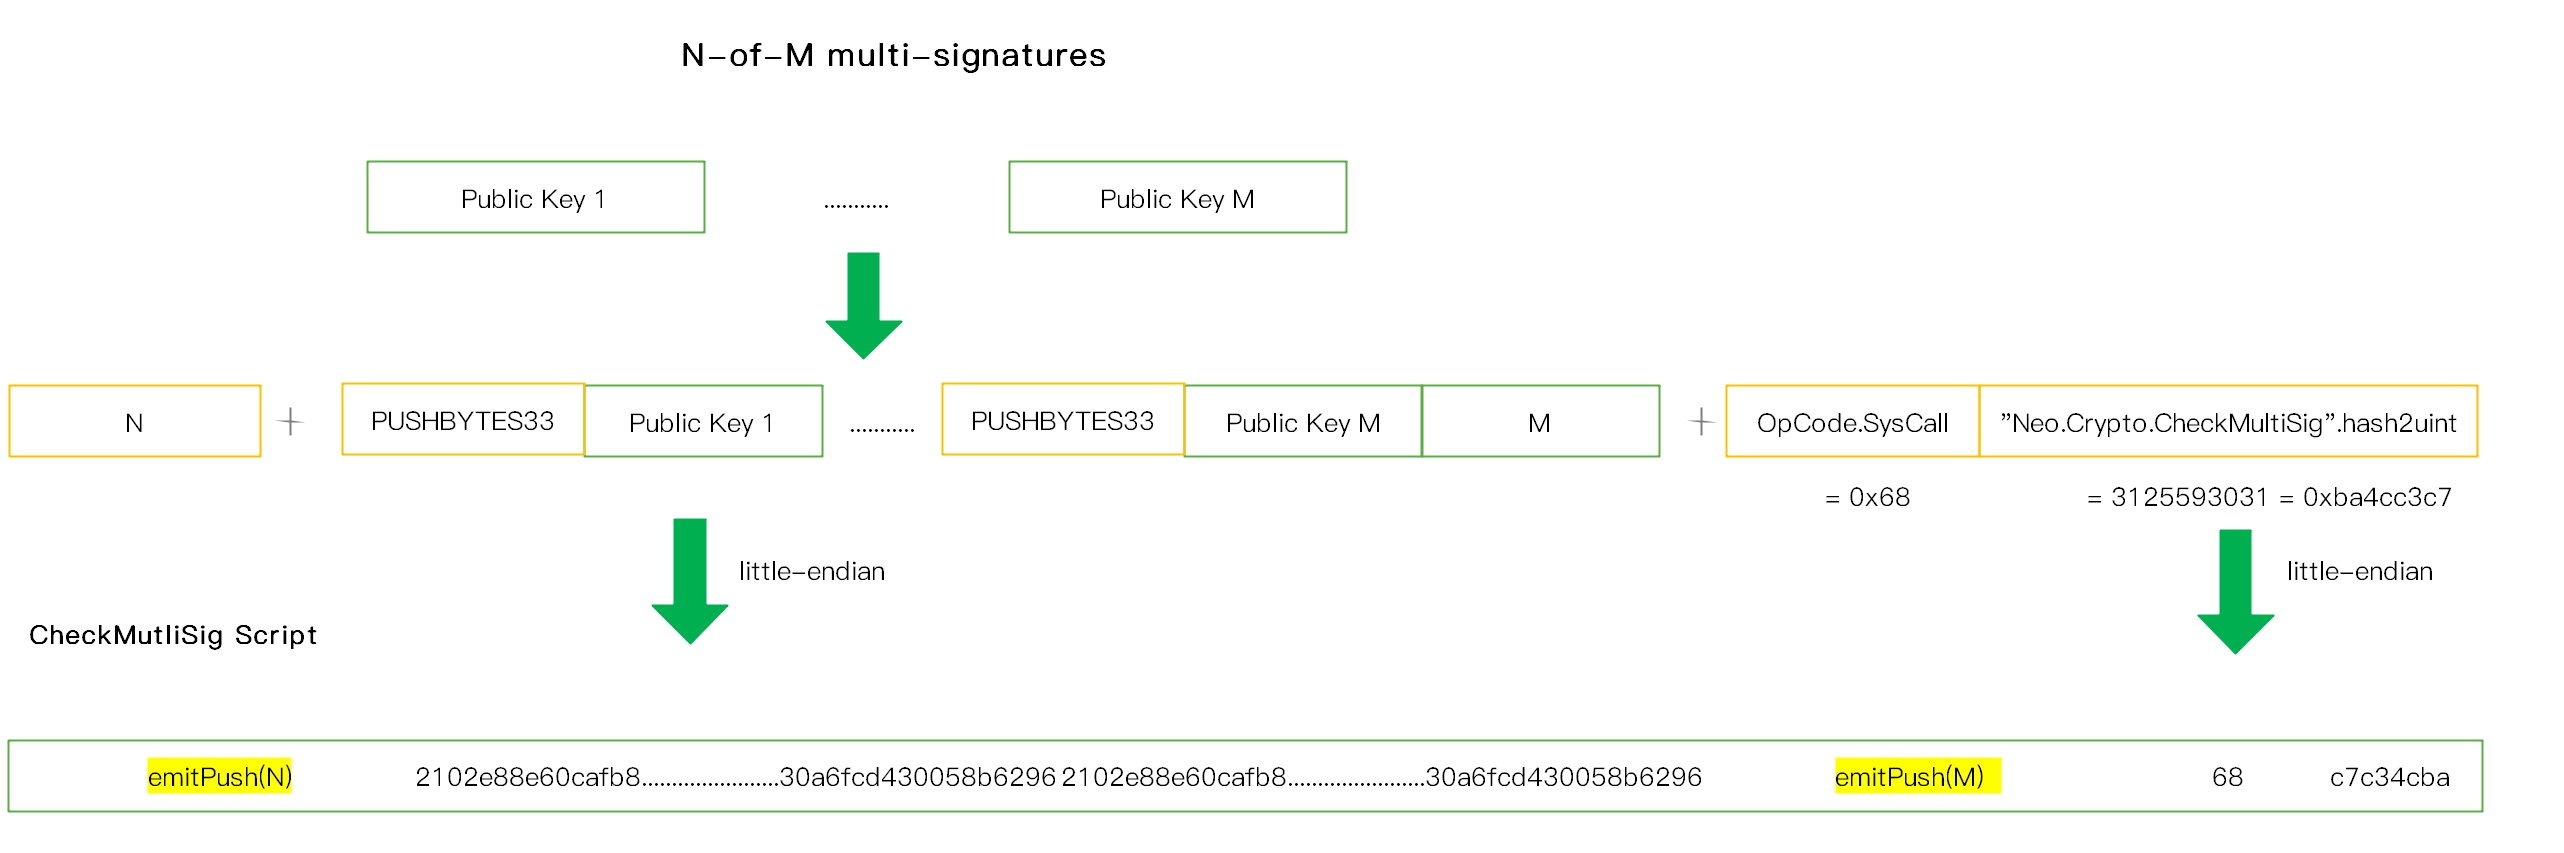 N-of-M multi-signatures
Public Key 1 ........... Public Key M
N + PUSHBYTES33 Public Key 1 ........... PUSHBYTES33 Public Key M M + OpCode.SysCall ”Neo.Crypto.CheckMultiSig”.hash2uint
= 0x68 = 3125593031 = 0xba4cc3c7
little-endian little-endian
CheckMutliSig Script
emitPush(N) 2102e88e60cafb8.......................30a6fcd430058b6296 2102e88e60cafb8.......................30a6fcd430058b6296 emitPush(M) 68 c7c34cba